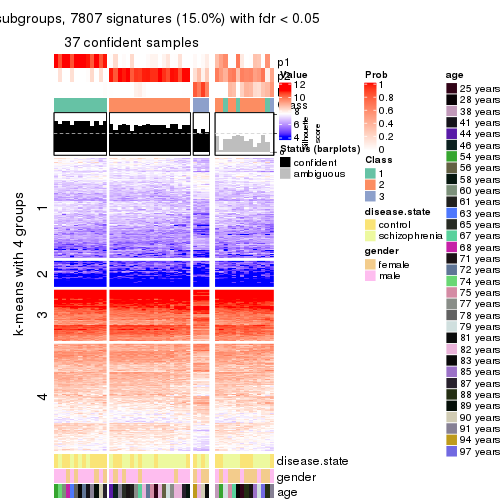 subgroups, 7807 signatures (15.0%) with fdr < 0.05
37 confident samples
p1
p2
Class
Silhouette
score
k-means with 4 groups
1
2
3
4
disease.state
gender
age
Value
12
10
8
6
4
Status (barplots)
confident
ambiguous
Prob
1
0.8
0.6
0.4
0.2
0
Class
1
2
3
disease.state
control
schizophrenia
gender
female
male
age
25 years
28 years
38 years
41 years
44 years
46 years
54 years
56 years
58 years
60 years
61 years
63 years
65 years
67 years
68 years
71 years
72 years
74 years
75 years
77 years
78 years
79 years
81 years
82 years
83 years
85 years
87 years
88 years
89 years
90 years
91 years
94 years
97 years